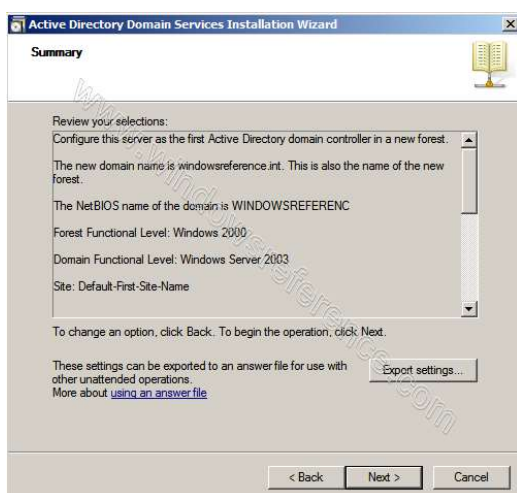 Active Directory Domain Services Installation Wizard
Summary
Review your selections:
Configure this server as the first Active Directory domain controller in a new forest.
The new domain name is windowsreference.int. This is also the name of the new
forest.
The NetBIOS name of the domain is WINDOWSREFERENC
Forest Functional Level: Windows 2000
Domain Functional Level: Windows Server 2003
Site: Default-First-Site-Name
To change an option, click Back. To begin the operation, click Next.
These settings can be exported to an answer file for use with
other unattended operations.
More about using an answer file
Export settings...
< Back
Next >
Cancel
www.windowsreference.com